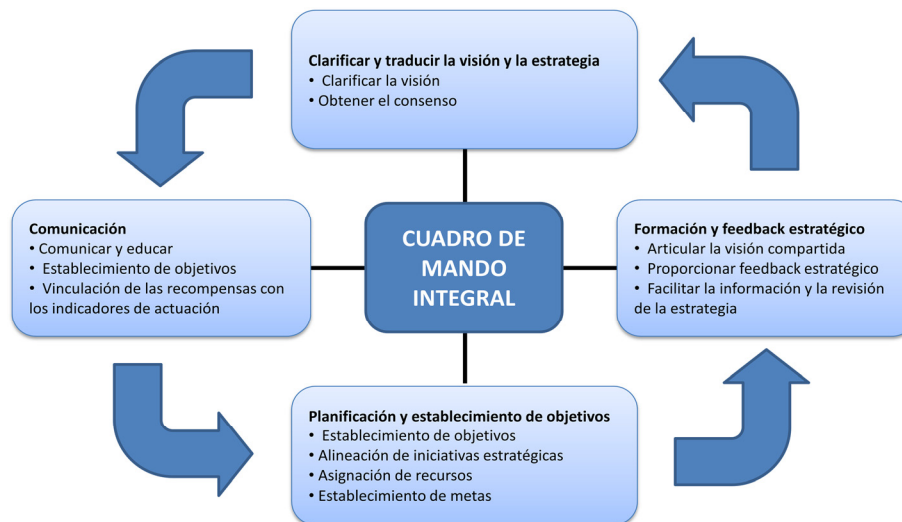 Clarificar y traducir la visión y la estrategia
• Clarificar la visión
• Obtener el consenso
Comunicación
• Comunicar y educar
• Establecimiento de objetivos
• Vinculación de las recompensas con
los indicadores de actuación
CUADRO DE
MANDO
INTEGRAL
Formación y feedback estratégico
• Articular la visión compartida
• Proporcionar feedback estratégico
• Facilitar la información y la revisión
de la estrategia
Planificación y establecimiento de objetivos
• Establecimiento de objetivos
• Alineación de iniciativas estratégicas
• Asignación de recursos
• Establecimiento de metas